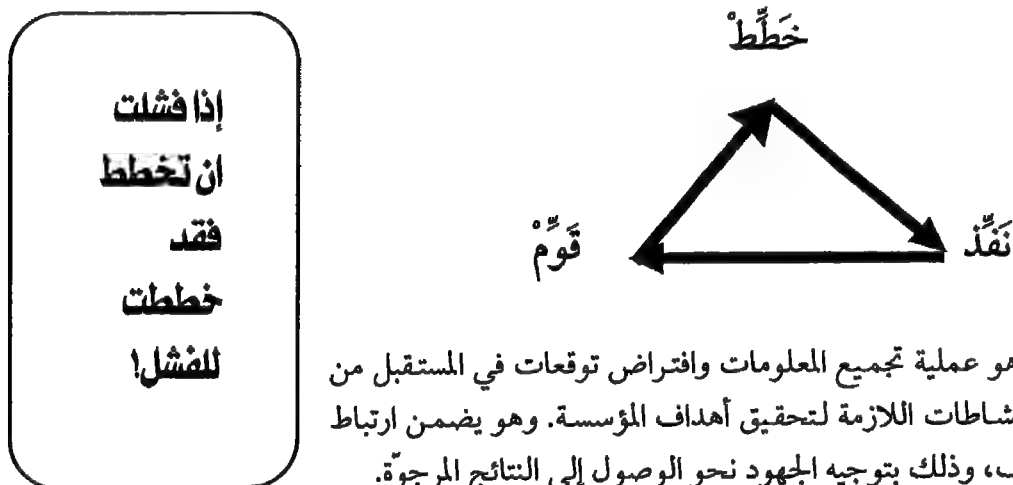 خَطِّطْ
نَفِّذ
قَوِّمْ
إذا فشلت
ان تخطط
فقد
خططت
للفشل!
هو عملية تجميع المعلومات وافتراض توقعات في المستقبل من
شاطات اللازمة لتحقيق أهداف المؤسسة. وهو يضمن ارتباط
وذلك بتوجيه الجهود نحو الوصول إلى النتائج المرجوّة.